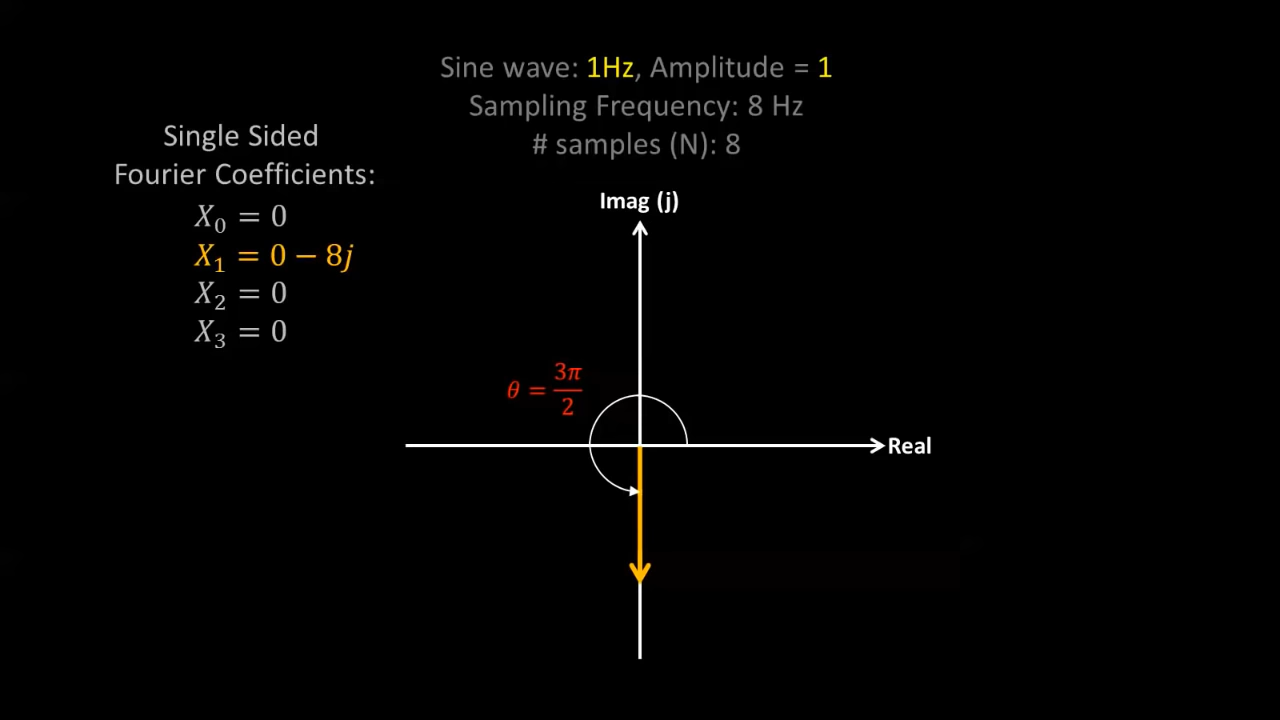 Sine wave: 1Hz, Amplitude = 1
Sampling Frequency: 8 Hz
# samples (N): 8
Single Sided
Fourier Coefficients:
X₀ = 0
X₁ = 0 − 8j
X₂ = 0
X₃ = 0
Imag (j)
θ = 3π/2
Real